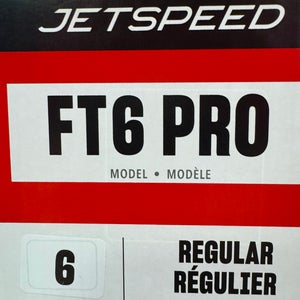 JETSPEED
FT6 PRO
MODEL • MODÈLE
6
REGULAR
RÉGULIER